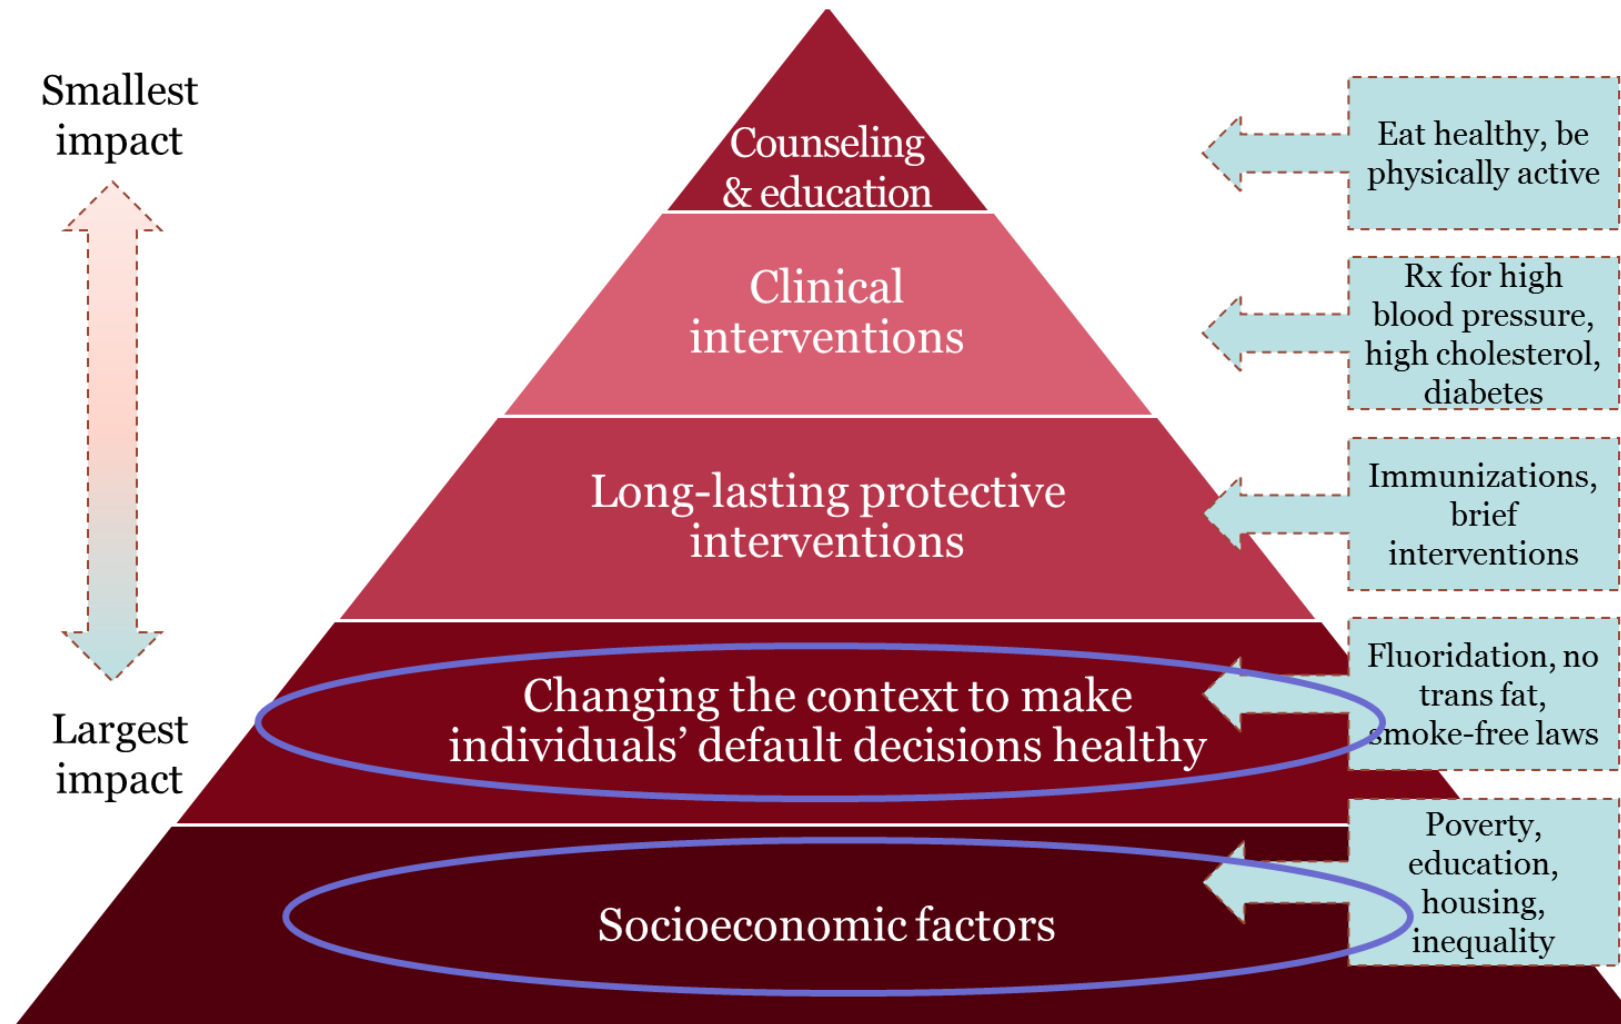 Smallest
impact
Largest
impact
Counseling
& education
Clinical
interventions
Long-lasting protective
interventions
Changing the context to make
individuals’ default decisions healthy
Socioeconomic factors
Eat healthy, be
physically active
Rx for high
blood pressure,
high cholesterol,
diabetes
Immunizations,
brief
interventions
Fluoridation, no
trans fat,
smoke-free laws
Poverty,
education,
housing,
inequality